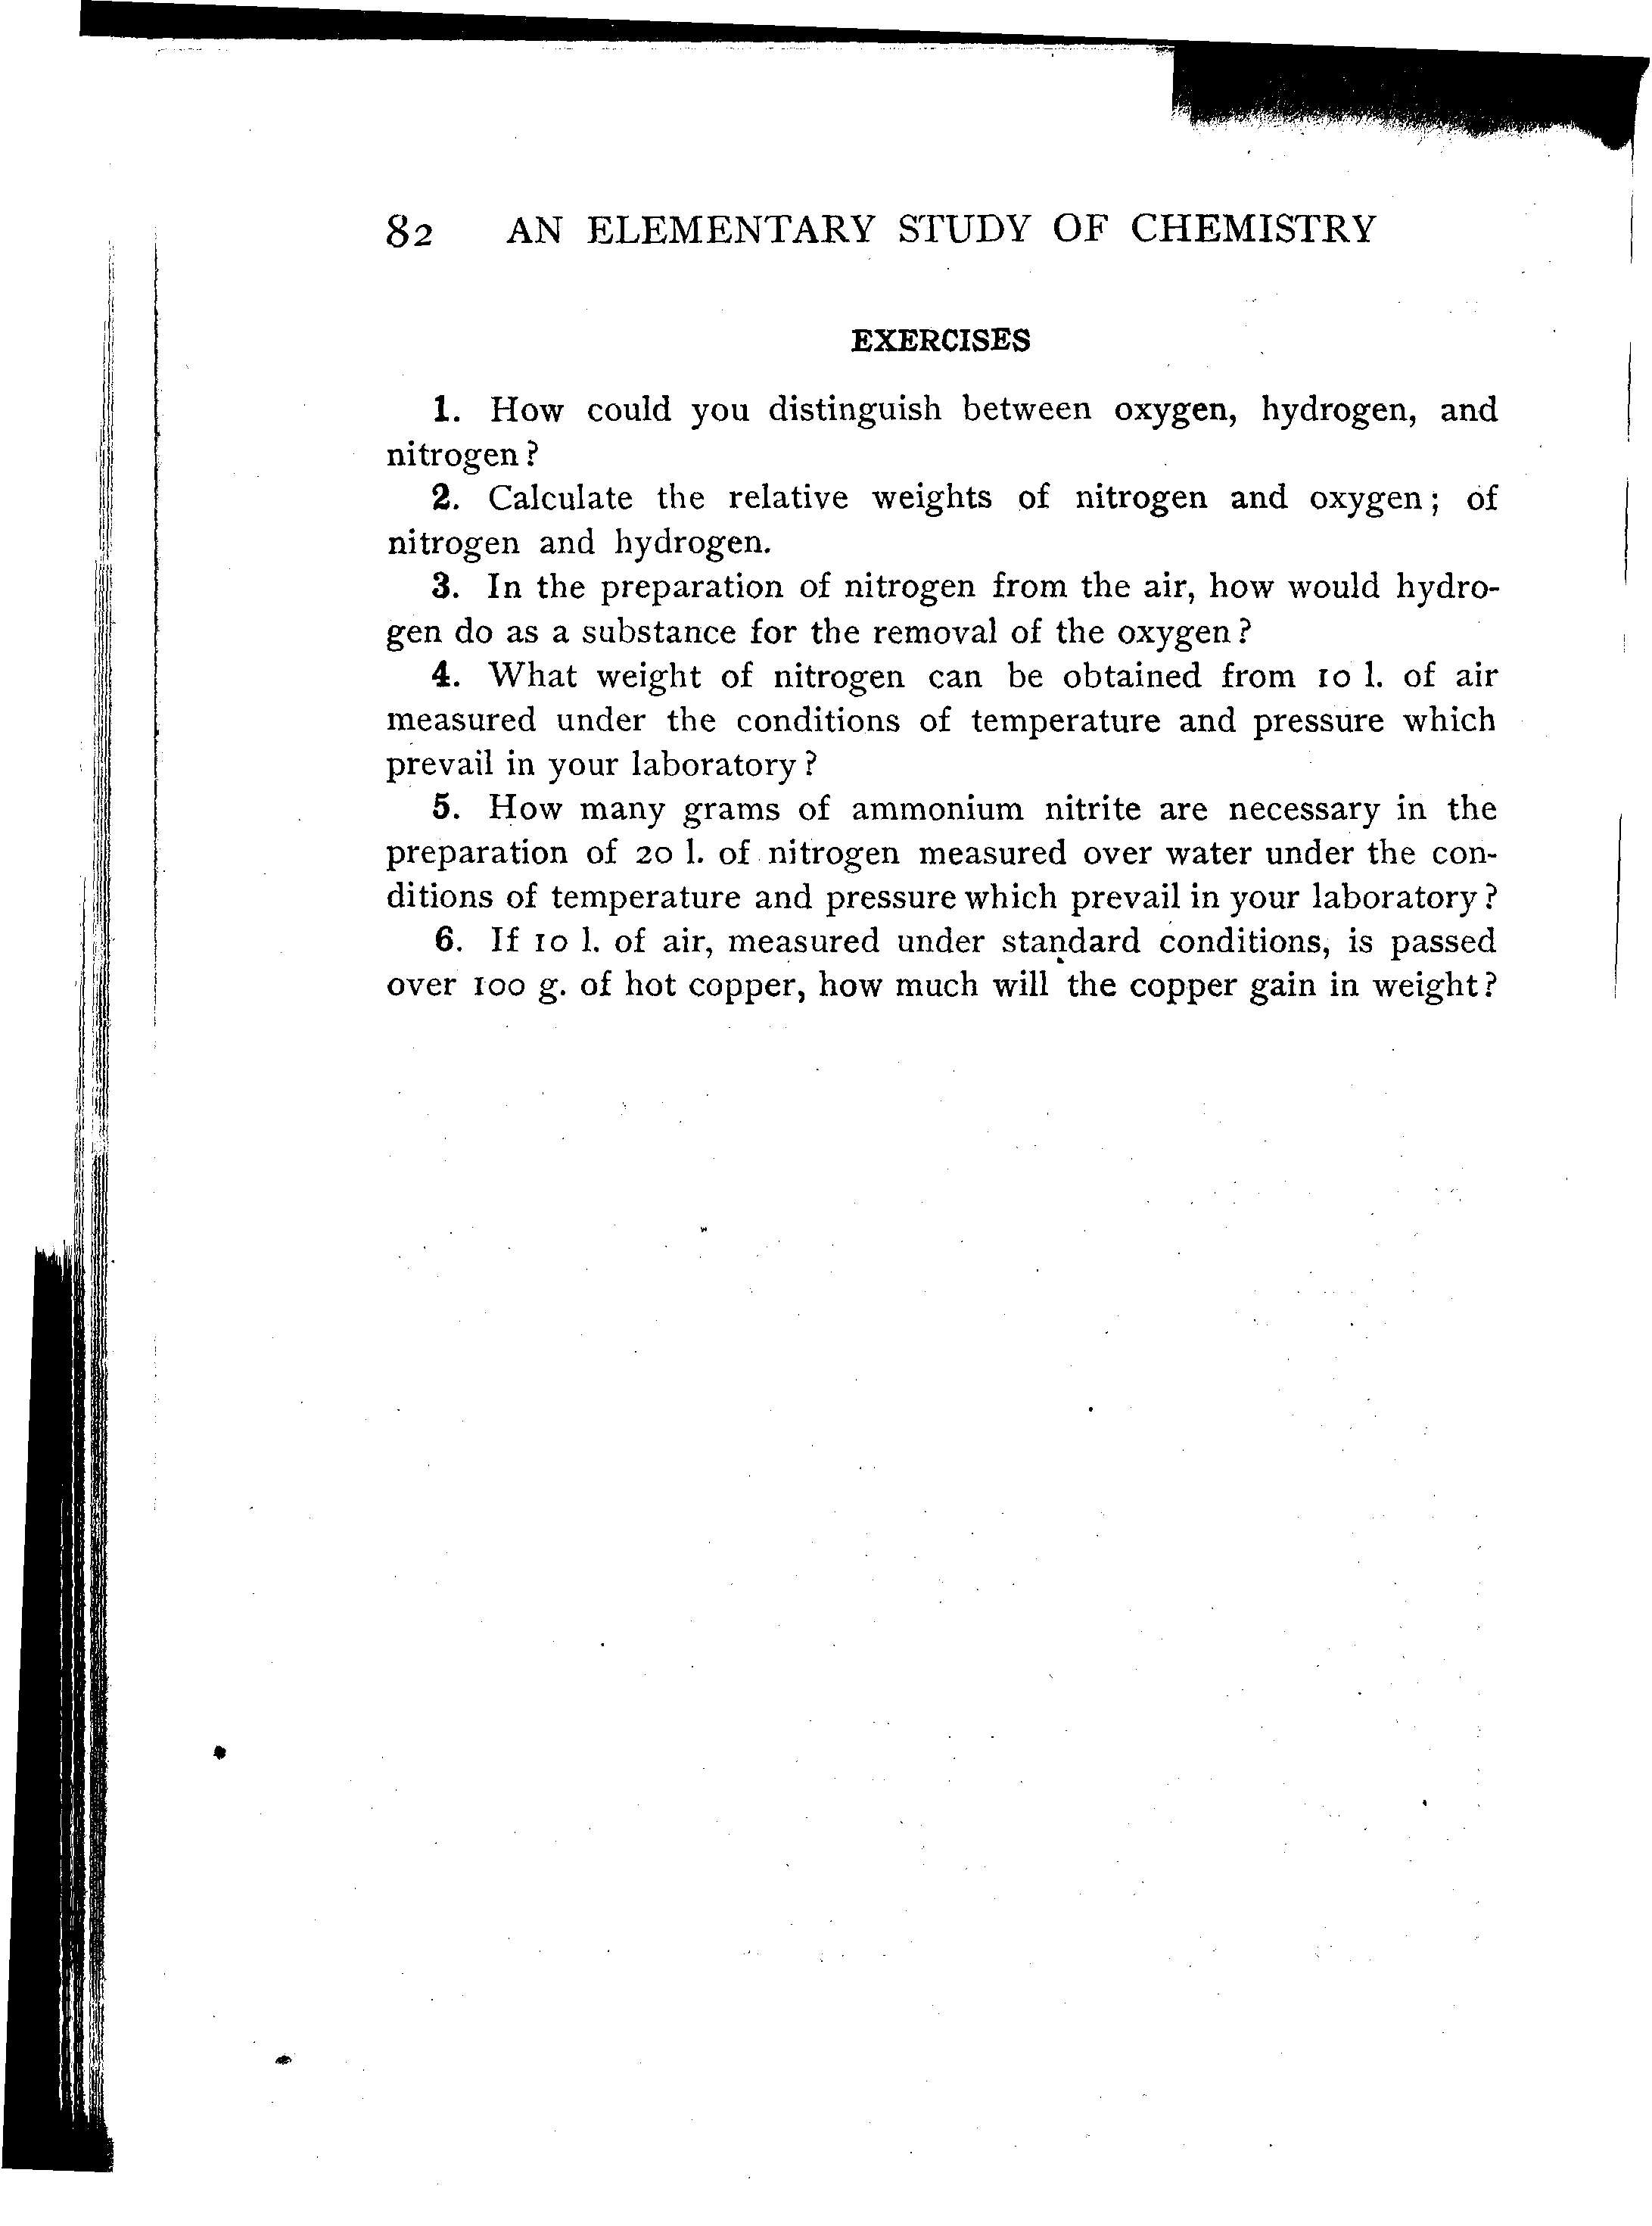 82 AN ELEMENTARY STUDY OF CHEMISTRY
EXERCISES
1. How could you distinguish between oxygen, hydrogen, and
nitrogen?
2. Calculate the relative weights of nitrogen and oxygen; of
nitrogen and hydrogen.
3. In the preparation of nitrogen from the air, how would hydro-
gen do as a substance for the removal of the oxygen?
4. What weight of nitrogen can be obtained from 10 l. of air
measured under the conditions of temperature and pressure which
prevail in your laboratory?
5. How many grams of ammonium nitrite are necessary in the
preparation of 20 l. of nitrogen measured over water under the con-
ditions of temperature and pressure which prevail in your laboratory?
6. If 10 l. of air, measured under standard conditions, is passed
over 100 g. of hot copper, how much will the copper gain in weight?